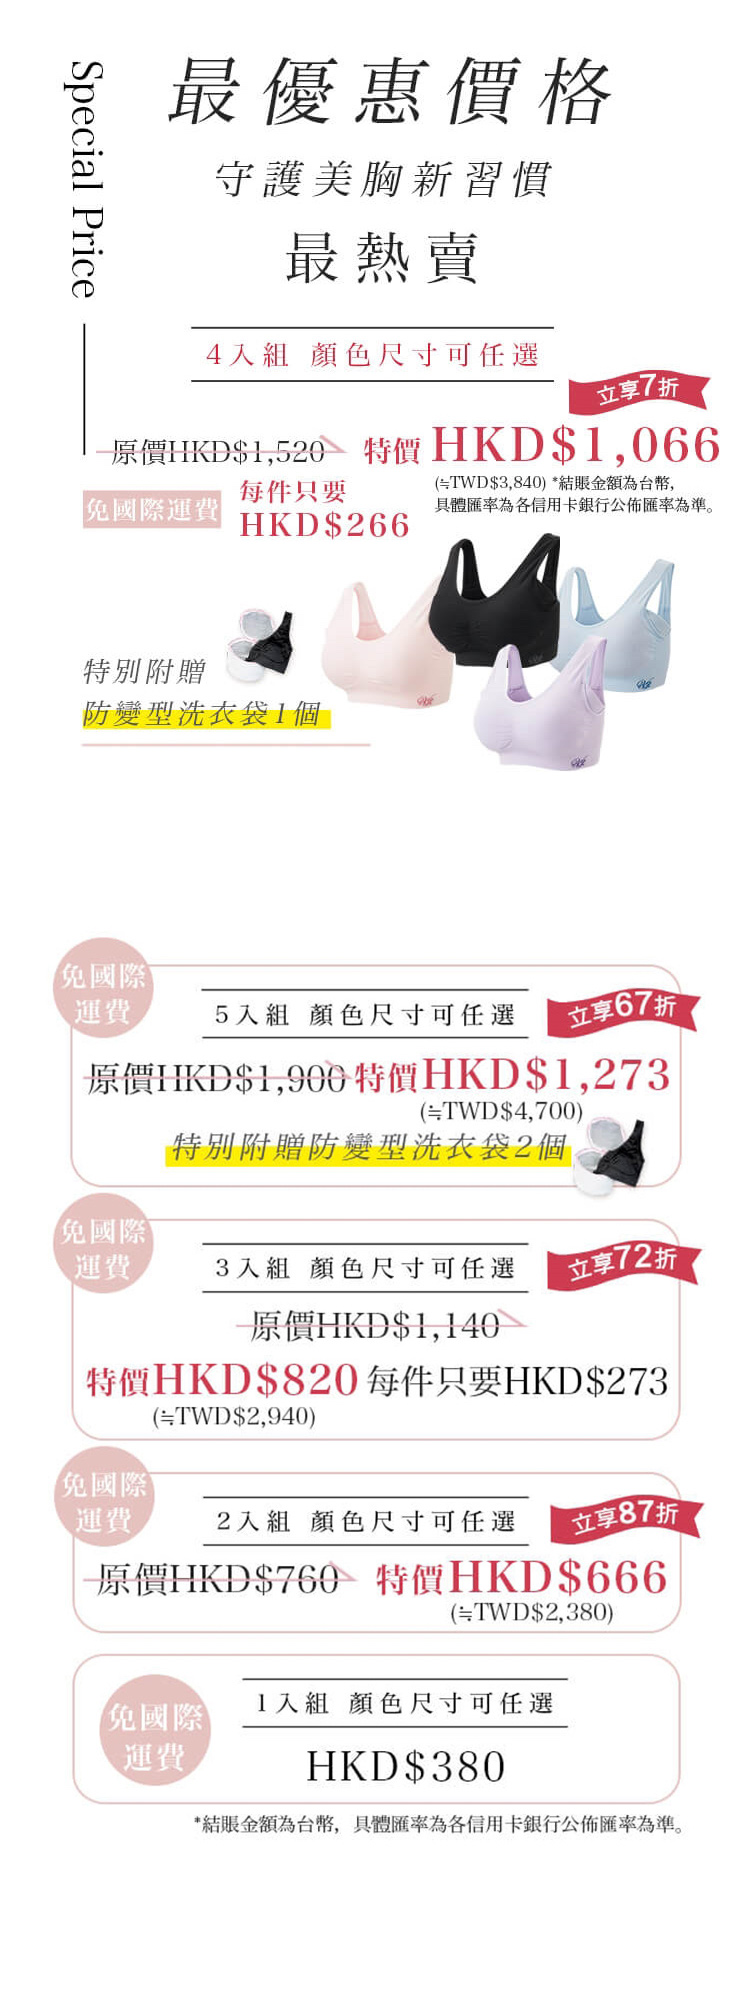 Special Price
最優惠價格
守護美胸新習慣
最熱賣
4入組 顏色尺寸可任選
立享7折
原價HKD$1,520 特價 HKD$1,066
(≒TWD$3,840) *結賬金額為台幣,
具體匯率為各信用卡銀行公佈匯率為準。
免國際運費
每件只要
HKD$266
特別附贈
防變型洗衣袋1個
免國際
運費
5入組 顏色尺寸可任選
立享67折
原價HKD$1,900 特價HKD$1,273
(≒TWD$4,700)
特別附贈防變型洗衣袋2個
免國際
運費
3入組 顏色尺寸可任選
立享72折
原價HKD$1,140
特價HKD$820 每件只要HKD$273
(≒TWD$2,940)
免國際
運費
2入組 顏色尺寸可任選
立享87折
原價HKD$760 特價HKD$666
(≒TWD$2,380)
免國際
運費
1入組 顏色尺寸可任選
HKD$380
*結賬金額為台幣, 具體匯率為各信用卡銀行公佈匯率為準。